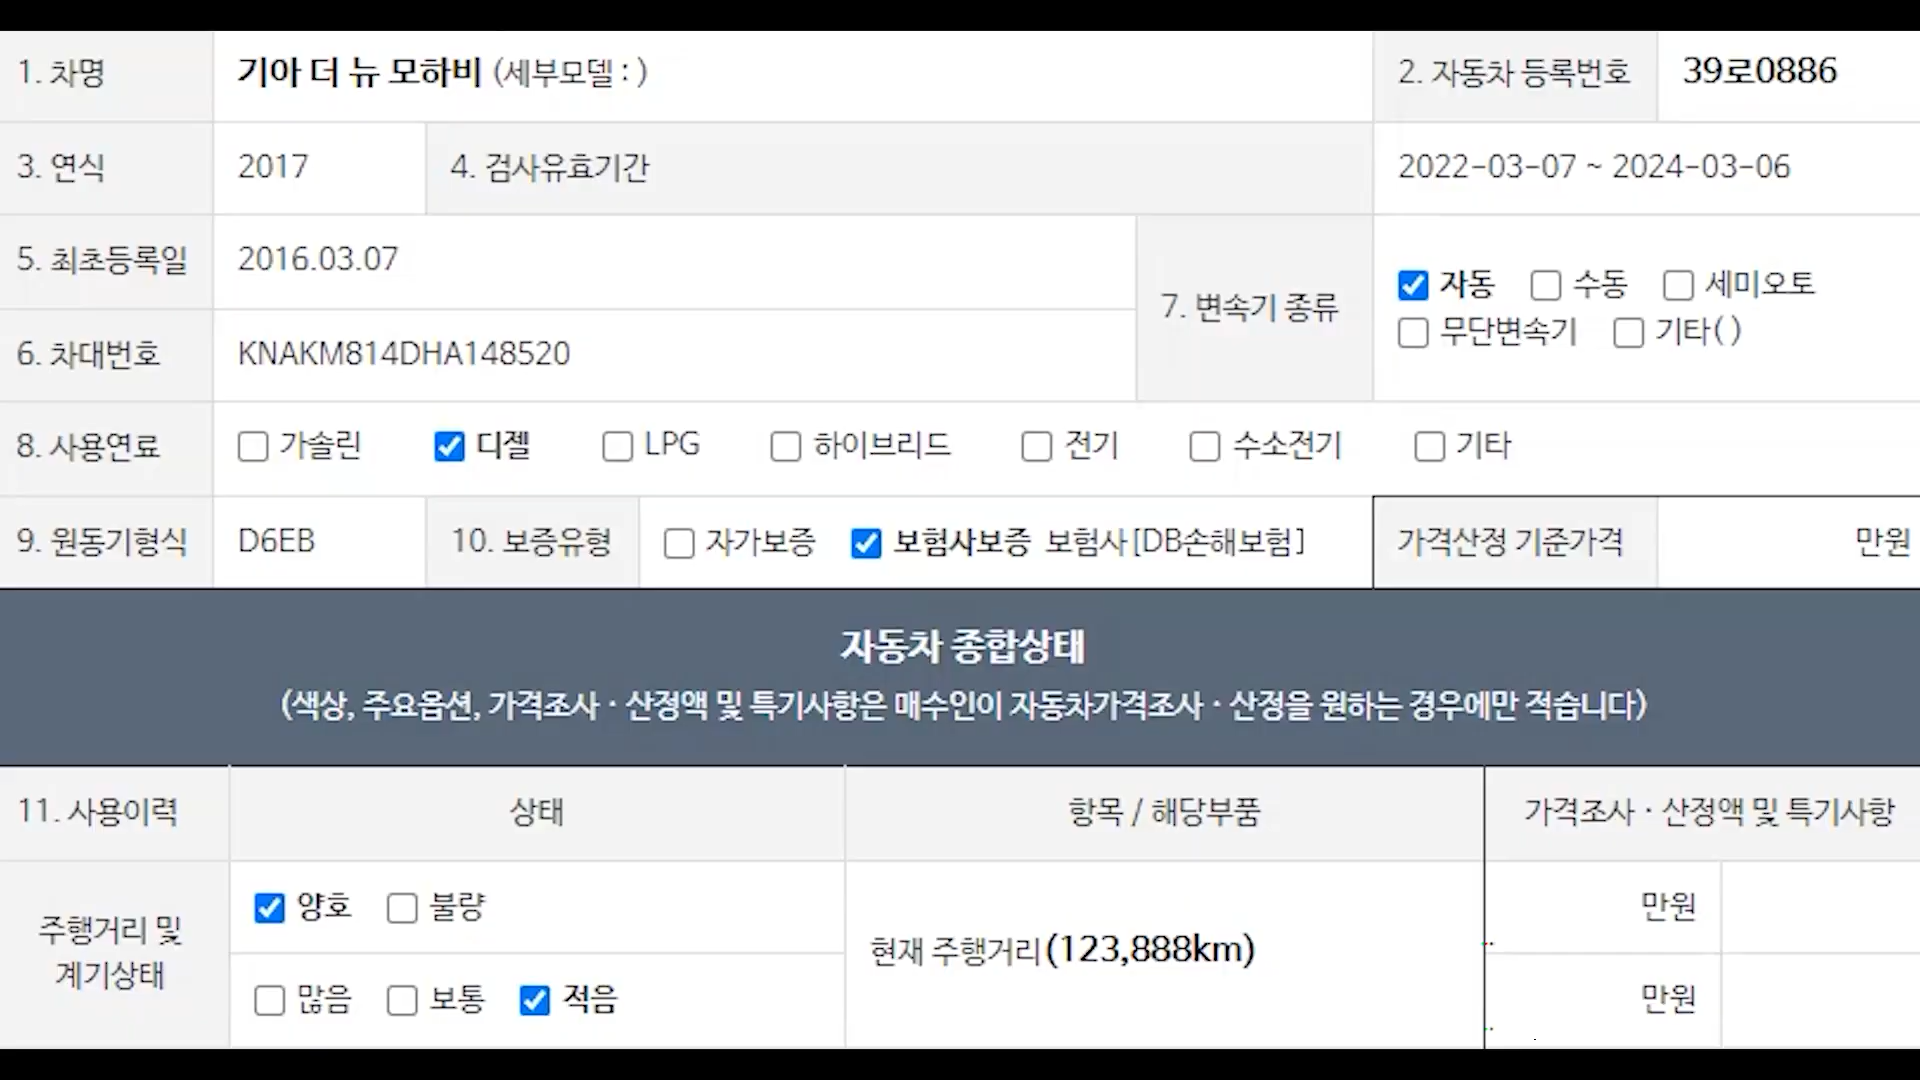 1. 차명 기아 더 뉴 모하비 (세부모델 : ) 2. 자동차 등록번호 39로0886
3. 연식 2017 4. 검사유효기간 2022-03-07 ~ 2024-03-06
5. 최초등록일 2016.03.07
7. 변속기 종류 자동 수동 세미오토
무단변속기 기타( )
6. 차대번호 KNAKM814DHA148520
8. 사용연료 가솔린 디젤 LPG 하이브리드 전기 수소전기 기타
9. 원동기형식 D6EB 10. 보증유형 자가보증 보험사보증 보험사 [DB손해보험] 가격산정 기준가격 만원
자동차 종합상태
(색상, 주요옵션, 가격조사 · 산정액 및 특기사항은 매수인이 자동차가격조사 · 산정을 원하는 경우에만 적습니다)
11. 사용이력 상태 항목 / 해당부품 가격조사 · 산정액 및 특기사항
주행거리 및
계기상태
양호 불량
많음 보통 적음
현재 주행거리 (123,888km)
만원
만원